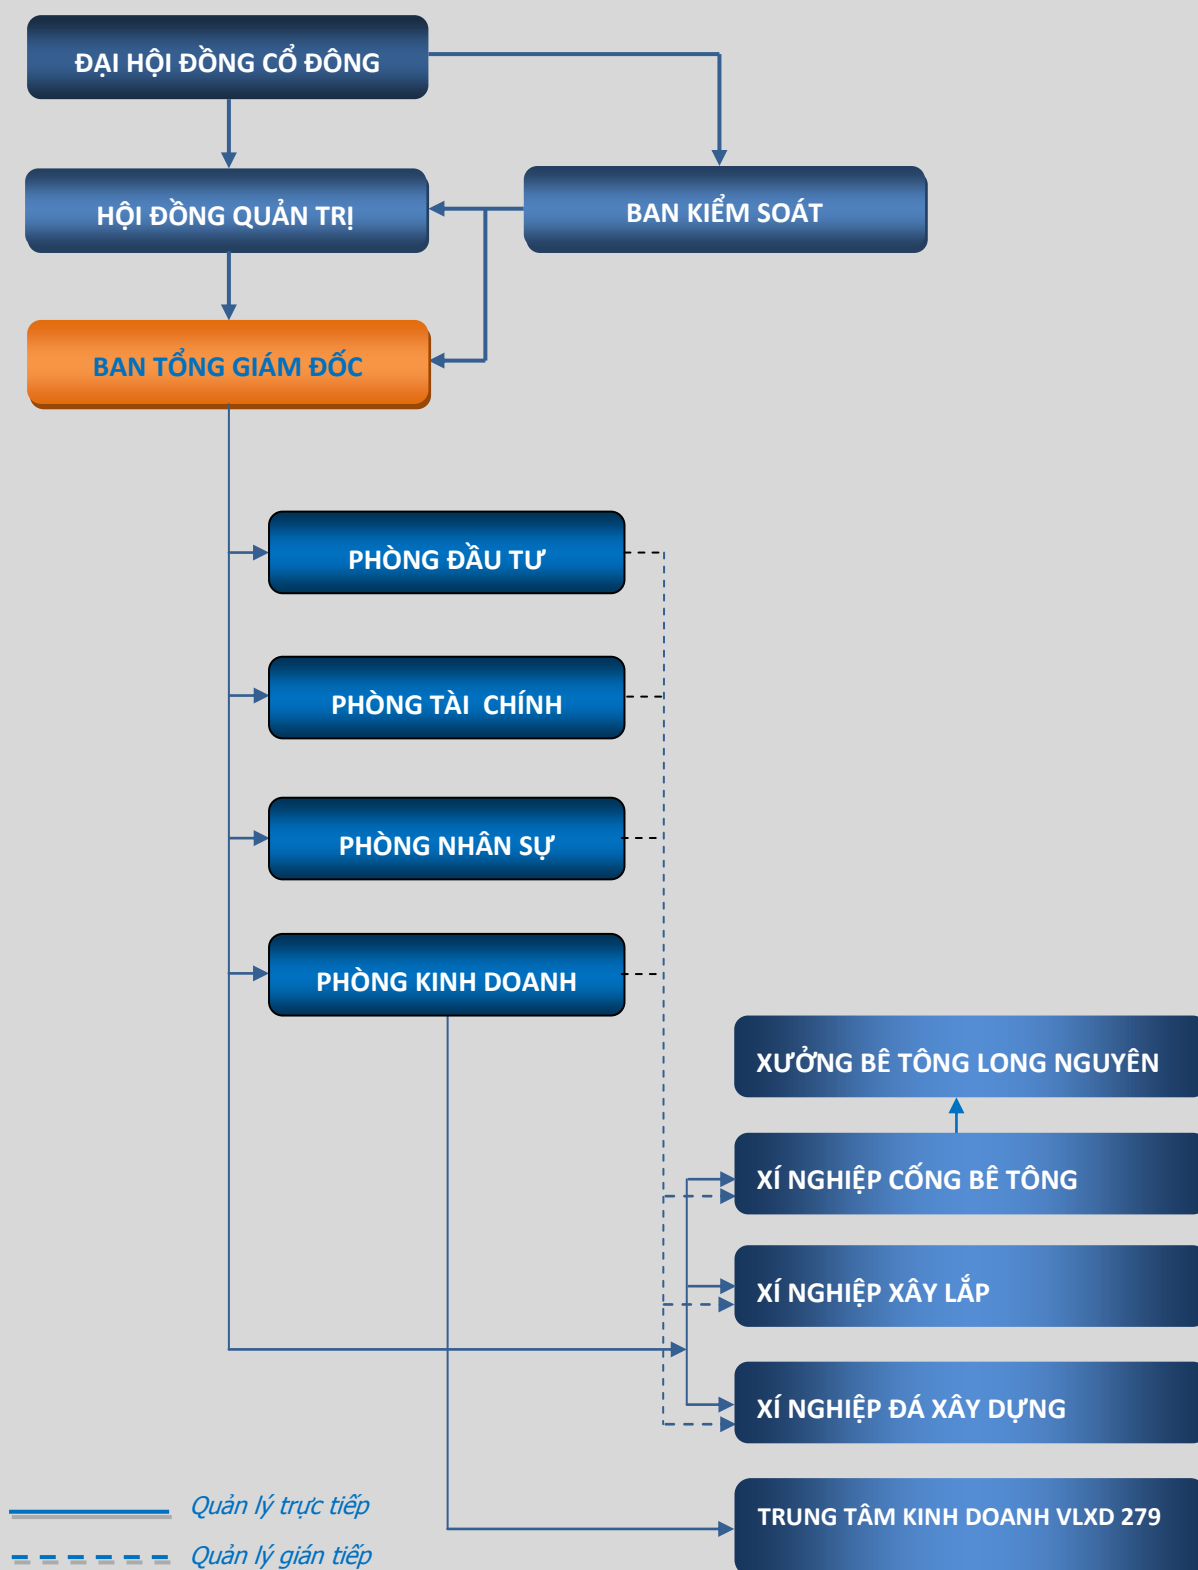 ĐẠI HỘI ĐỒNG CỔ ĐÔNG
HỘI ĐỒNG QUẢN TRỊ
BAN KIỂM SOÁT
BAN TỔNG GIÁM ĐỐC
PHÒNG ĐẦU TƯ
PHÒNG TÀI CHÍNH
PHÒNG NHÂN SỰ
PHÒNG KINH DOANH
XƯỞNG BÊ TÔNG LONG NGUYÊN
XÍ NGHIỆP CỐNG BÊ TÔNG
XÍ NGHIỆP XÂY LẮP
XÍ NGHIỆP ĐÁ XÂY DỰNG
TRUNG TÂM KINH DOANH VLXD 279
Quản lý trực tiếp
Quản lý gián tiếp